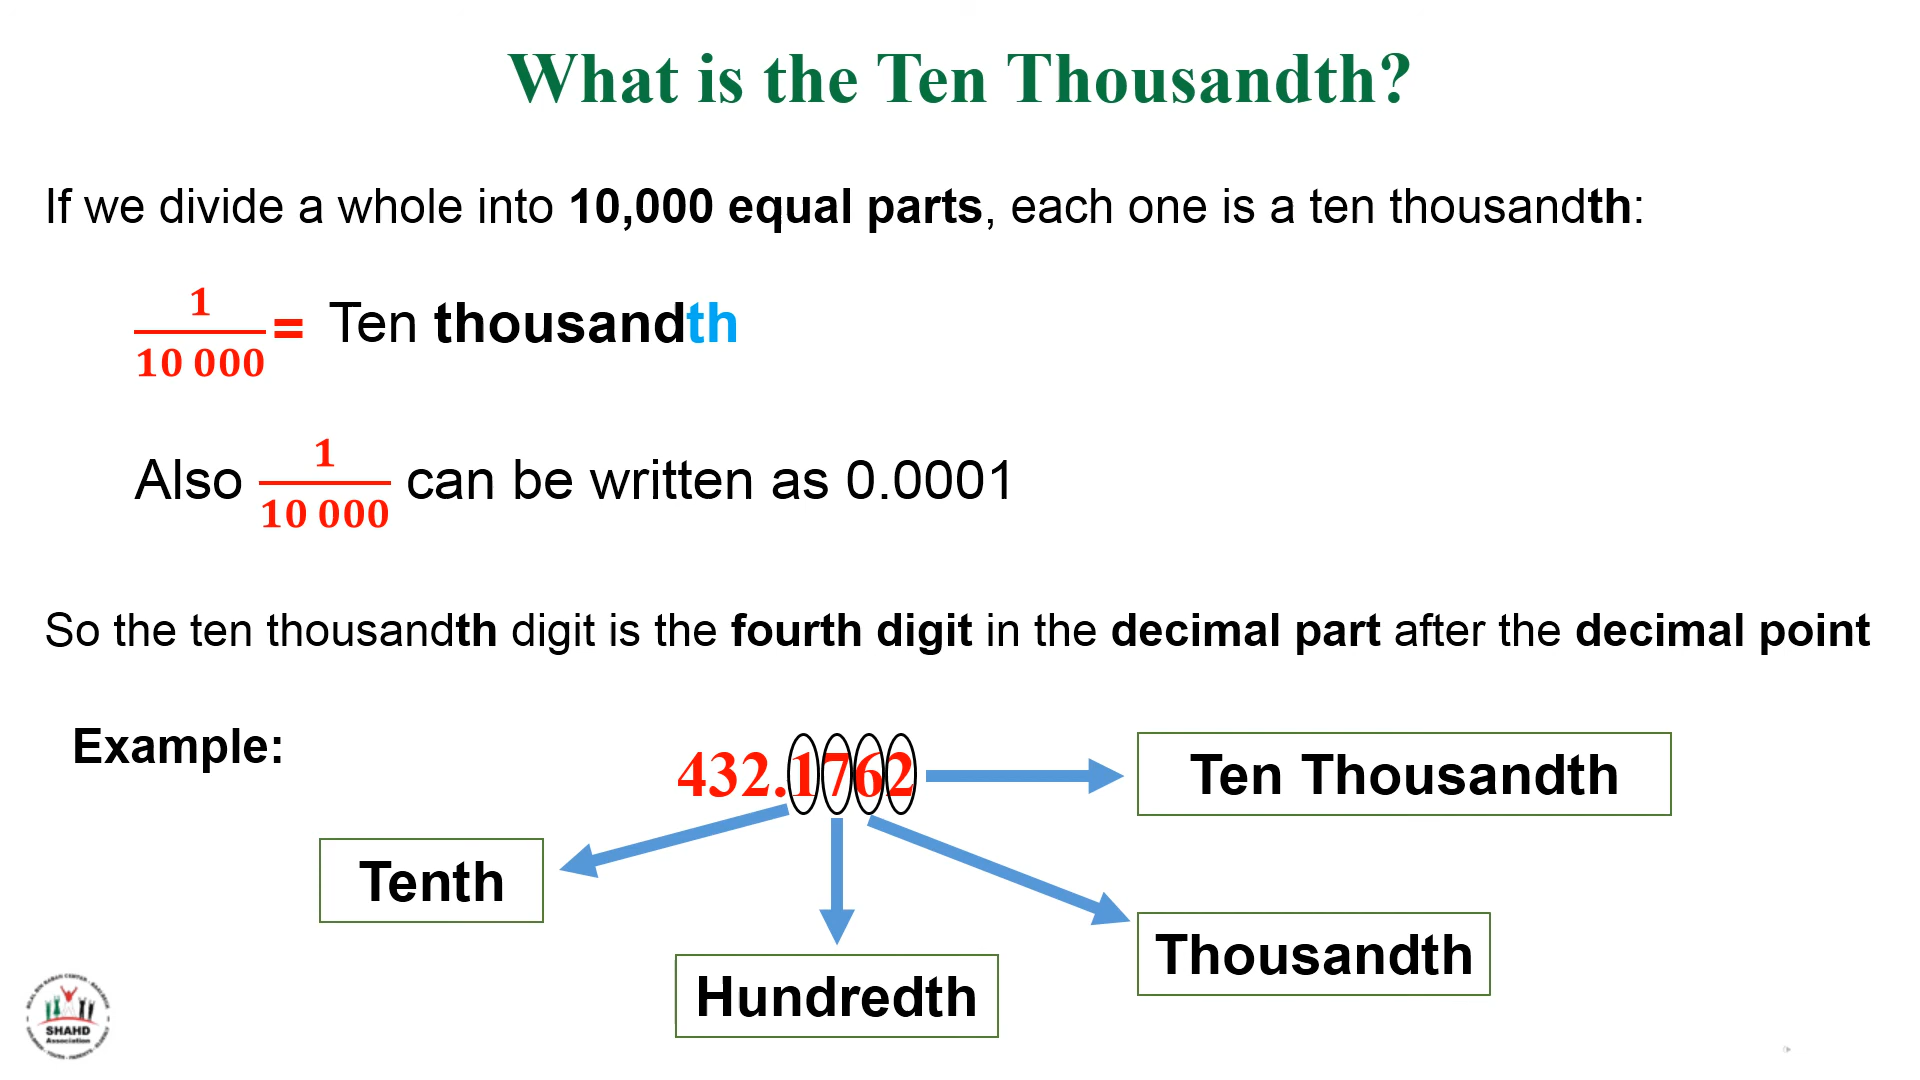 What is the Ten Thousandth?
If we divide a whole into 10,000 equal parts, each one is a ten thousandth:
1/10 000 = Ten thousandth
Also 1/10 000 can be written as 0.0001
So the ten thousandth digit is the fourth digit in the decimal part after the decimal point
Example:
432.1762
Ten Thousandth
Tenth
Thousandth
Hundredth
SHAHD
Association